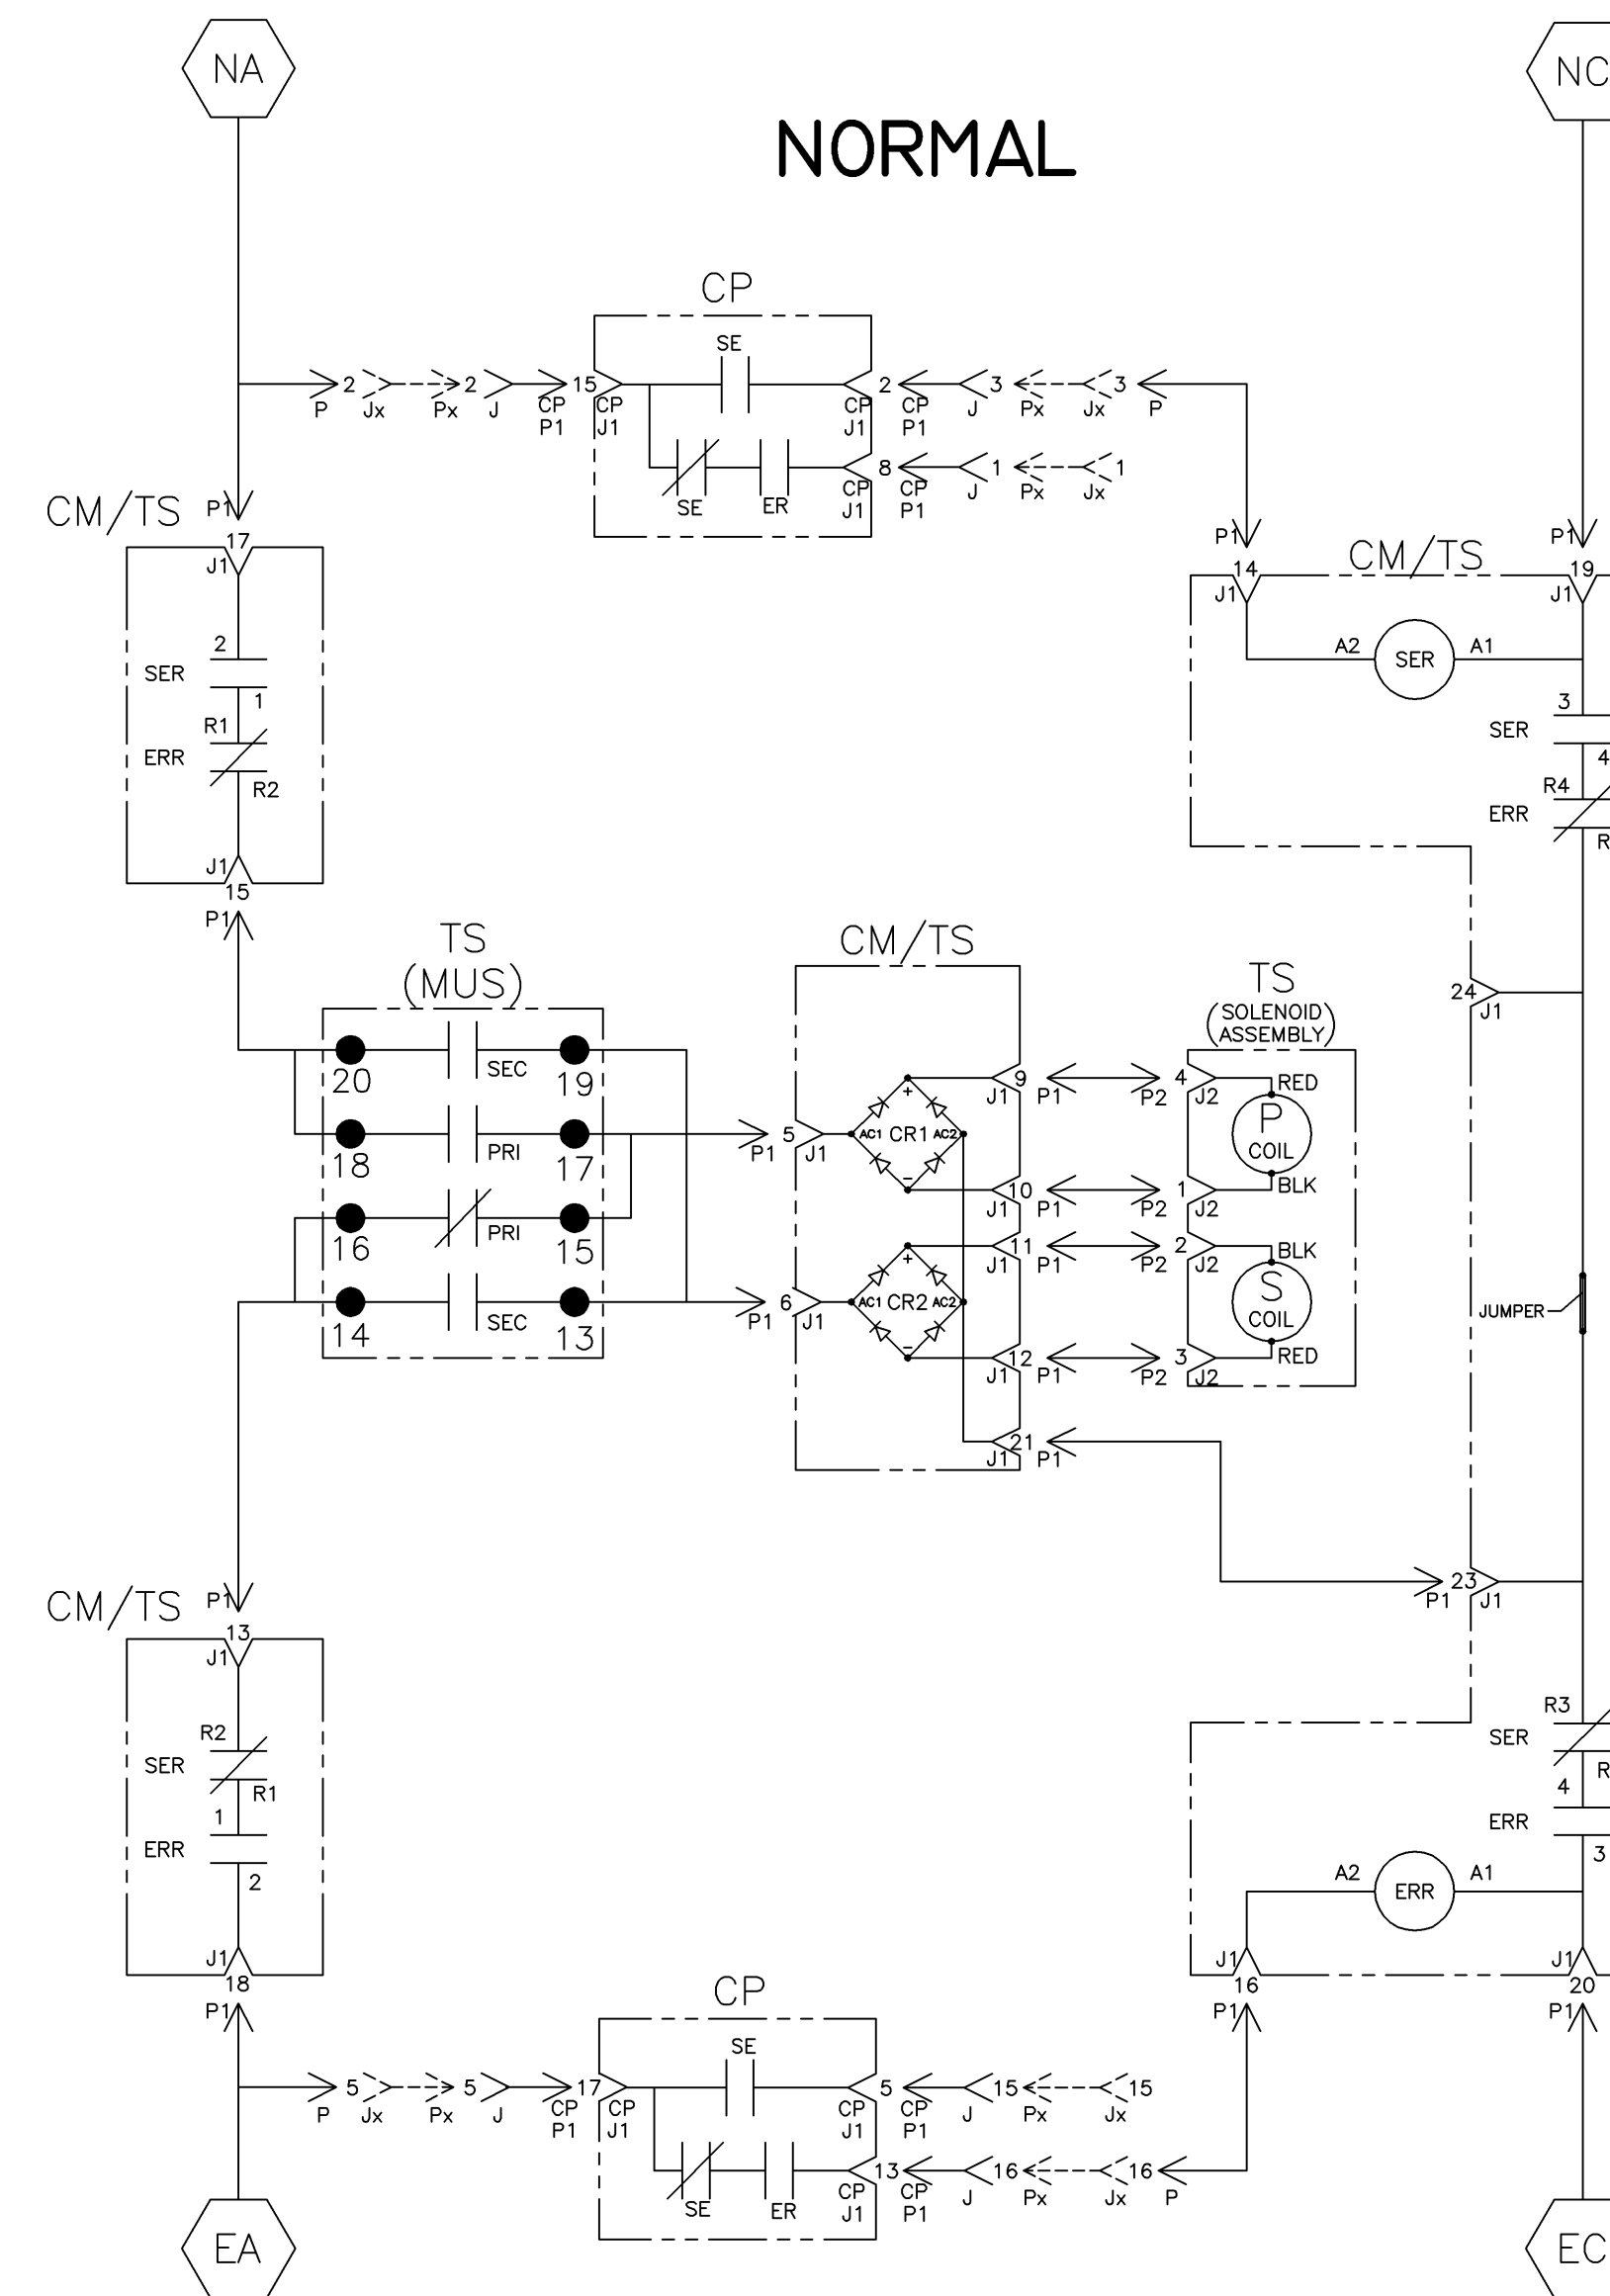 NA
NC
NORMAL
CP
SE
2 2 15 2 3 3
P Jx Px J CP P1 CP J1 CP J1 CP P1 J Px Jx P
8 1 1
SE ER CP J1 CP P1 J Px Jx
CM/TS P1
17
J1
P1
14
J1
CM/TS
P1
19
J1
2
SER
1
R1
ERR
R2
J1
15
P1
A2 SER A1
3
SER
4
R4
ERR
R
TS
(MUS)
20 SEC 19
18 PRI 17
16 PRI 15
14 SEC 13
CM/TS
P1 5 J1
AC1 CR1 AC2
+
−
P1 6 J1
AC1 CR2 AC2
+
−
9 J1 P1
10 J1 P1
11 J1 P1
12 J1 P1
21 J1 P1
TS
(SOLENOID)
ASSEMBLY)
P2 4 J2 RED
P
COIL
P2 1 J2 BLK
P2 2 J2 BLK
S
COIL
P2 3 J2 RED
24 J1
JUMPER
P1 23 J1
CM/TS P1
13
J1
R2
SER
R1
1
ERR
2
J1
18
P1
R3
SER
R
4
ERR
3
A2 ERR A1
J1
16
P1
J1
20
P1
CP
SE
5 5 17 5 15 15
P Jx Px J CP P1 CP J1 CP J1 CP P1 J Px Jx
13 16 16
SE ER CP J1 CP P1 J Px Jx P
EA
EC